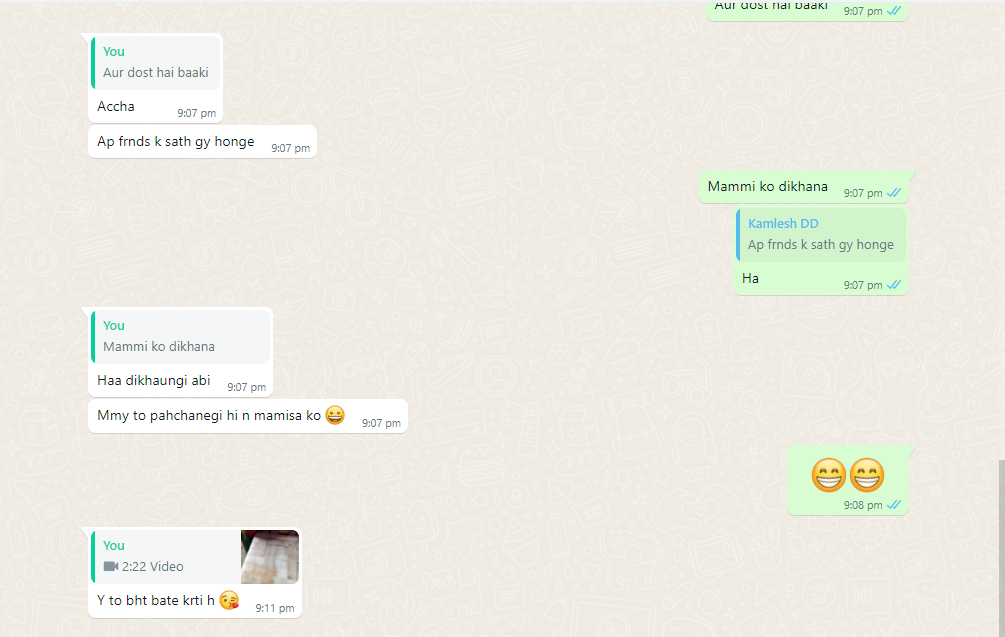 Aur dost hai baaki 9:07 pm
You
Aur dost hai baaki
Accha 9:07 pm
Ap frnds k sath gy honge 9:07 pm
Mammi ko dikhana 9:07 pm
Kamlesh DD
Ap frnds k sath gy honge
Ha 9:07 pm
You
Mammi ko dikhana
Haa dikhaungi abi 9:07 pm
Mmy to pahchanegi hi n mamisa ko 😀 9:07 pm
😁😁
9:08 pm
You
2:22 Video
Y to bht bate krti h 😘 9:11 pm